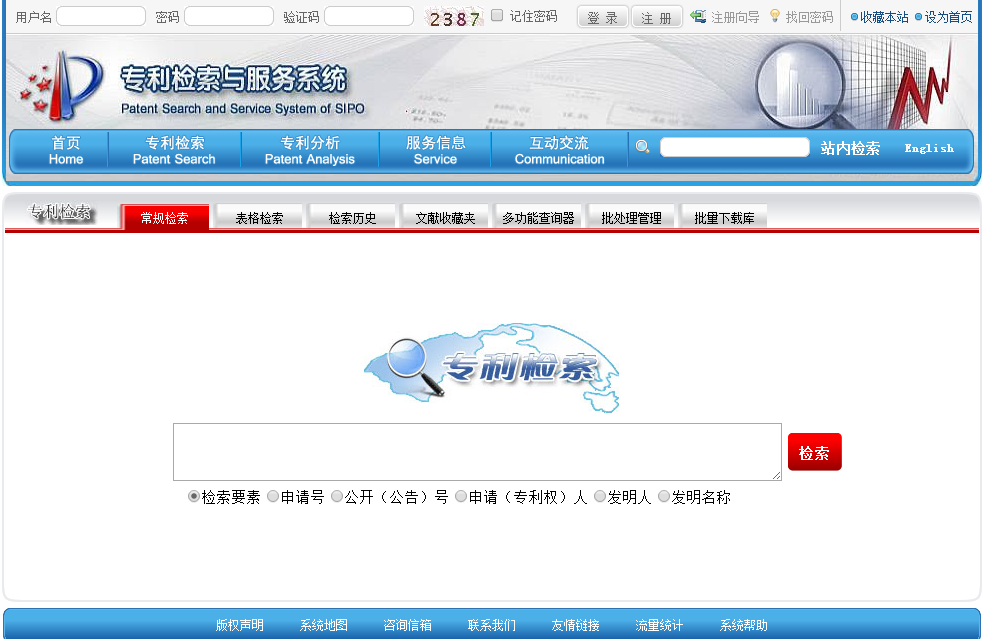 用户名 密码 验证码 2387 记住密码 登 录 注 册 注册向导 找回密码 收藏本站 设为首页
专利检索与服务系统
Patent Search and Service System of SIPO
首页 专利检索 专利分析 服务信息 互动交流 站内检索 English
Home Patent Search Patent Analysis Service Communication
专利检索 常规检索 表格检索 检索历史 文献收藏夹 多功能查询器 批处理管理 批量下载库
专利检索
检索
检索要素 申请号 公开（公告）号 申请（专利权）人 发明人 发明名称
版权声明 系统地图 咨询信箱 联系我们 友情链接 流量统计 系统帮助